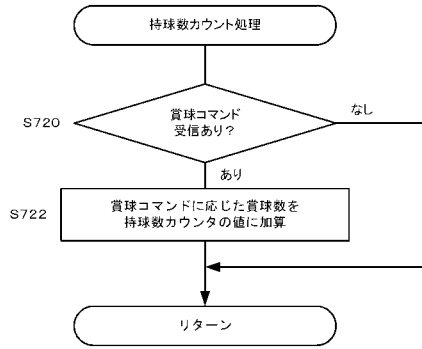 持球数カウント処理
S720
賞球コマンド
受信あり?
なし
あり
S722
賞球コマンドに応じた賞球数を
持球数カウンタの値に加算
リターン